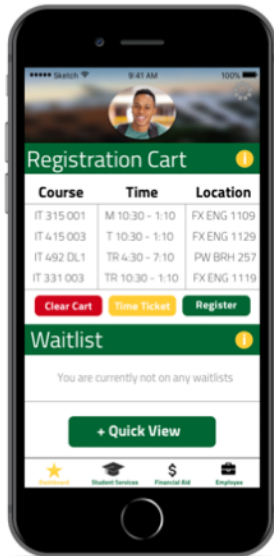 Sketch 9:41 AM 100%
Registration Cart i
Course Time Location
IT 315 001 M 10:30 - 1:10 FX ENG 1109
IT 415 003 T 10:30 - 1:10 FX ENG 1129
IT 492 DL1 TR 4:30 - 7:10 PW BRH 257
IT 331 003 TR 10:30 - 1:10 FX ENG 1119
Clear Cart Time Ticket Register
Waitlist i
You are currently not on any waitlists
+ Quick View
Dashboard Student Services Financial Aid Employee